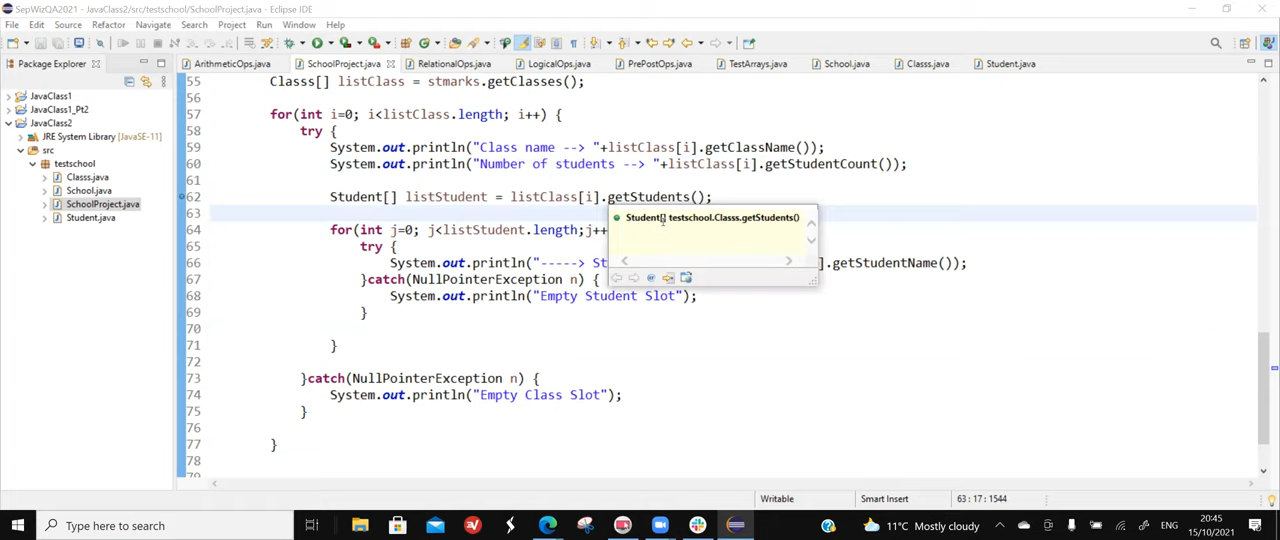 SepWizQA2021 - JavaClass2/src/testschool/SchoolProject.java - Eclipse IDE
File Edit Source Refactor Navigate Search Project Run Window Help
Package Explorer
ArithmeticOps.java SchoolProject.java RelationalOps.java LogicalOps.java PrePostOps.java TestArrays.java School.java Classs.java Student.java
JavaClass1
JavaClass1_Pt2
JavaClass2
JRE System Library [JavaSE-11]
src
testschool
Classs.java
School.java
SchoolProject.java
Student.java
55 Classs[] listClass = stmarks.getClasses();
56
57 for(int i=0; i<listClass.length; i++) {
58 try {
59 System.out.println("Class name --> "+listClass[i].getClassName());
60 System.out.println("Number of students --> "+listClass[i].getStudentCount());
61
62 Student[] listStudent = listClass[i].getStudents();
63
64 for(int j=0; j<listStudent.length;j++
65 try {
66 System.out.println("-----> St ].getStudentName());
67 }catch(NullPointerException n) {
68 System.out.println("Empty Student Slot");
69 }
70
71 }
72
73 }catch(NullPointerException n) {
74 System.out.println("Empty Class Slot");
75 }
76
77 }
78
Student[] testschool.Classs.getStudents()
Writable Smart Insert 63 : 17 : 1544
Type here to search
11°C Mostly cloudy
ENG
20:45
15/10/2021